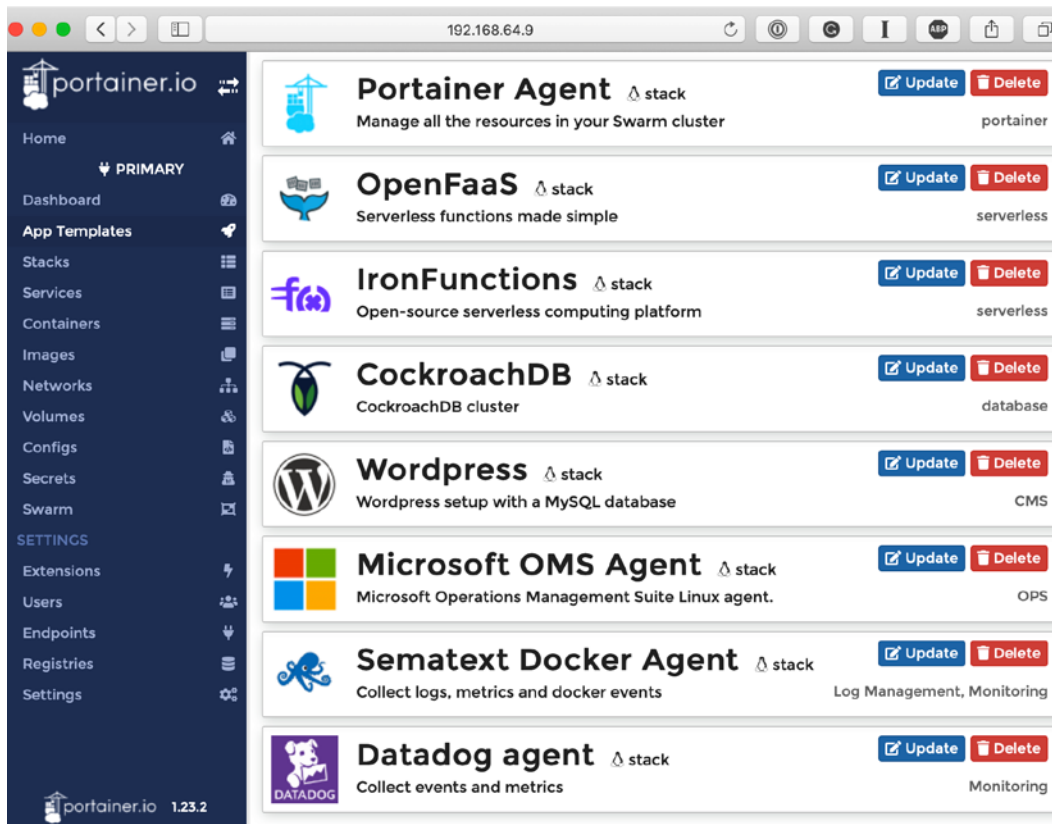 192.168.64.9
ABP
portainer.io
Home
PRIMARY
Dashboard
App Templates
Stacks
Services
Containers
Images
Networks
Volumes
Configs
Secrets
Swarm
SETTINGS
Extensions
Users
Endpoints
Registries
Settings
portainer.io 1.23.2
Portainer Agent stack Update Delete
Manage all the resources in your Swarm cluster portainer
OpenFaaS stack Update Delete
Serverless functions made simple serverless
f(x) IronFunctions stack Update Delete
Open-source serverless computing platform serverless
CockroachDB stack Update Delete
CockroachDB cluster database
W Wordpress stack Update Delete
Wordpress setup with a MySQL database CMS
Microsoft OMS Agent stack Update Delete
Microsoft Operations Management Suite Linux agent. OPS
Sematext Docker Agent stack Update Delete
Collect logs, metrics and docker events Log Management, Monitoring
Datadog agent stack Update Delete
DATADOG Collect events and metrics Monitoring